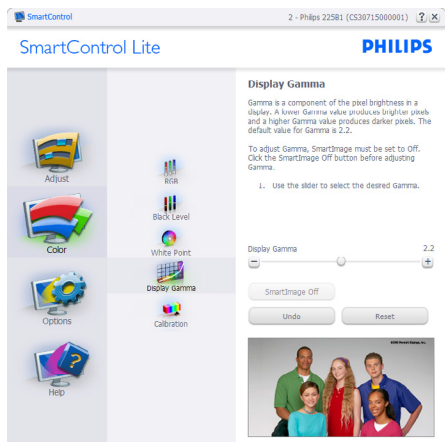 SmartControl
2 - Philips 225B1 (CS30715000001)
SmartControl Lite
PHILIPS
Adjust
Color
Options
Help
RGB
Black Level
White Point
Display Gamma
Calibration
Display Gamma
Gamma is a component of the pixel brightness in a
display. A lower Gamma value produces brighter pixels
and a higher Gamma value produces darker pixels. The
default value for Gamma is 2.2.
To adjust Gamma, SmartImage must be set to Off.
Click the SmartImage Off button before adjusting
Gamma.
1. Use the slider to select the desired Gamma.
Display Gamma 2.2
SmartImage Off
Undo Reset